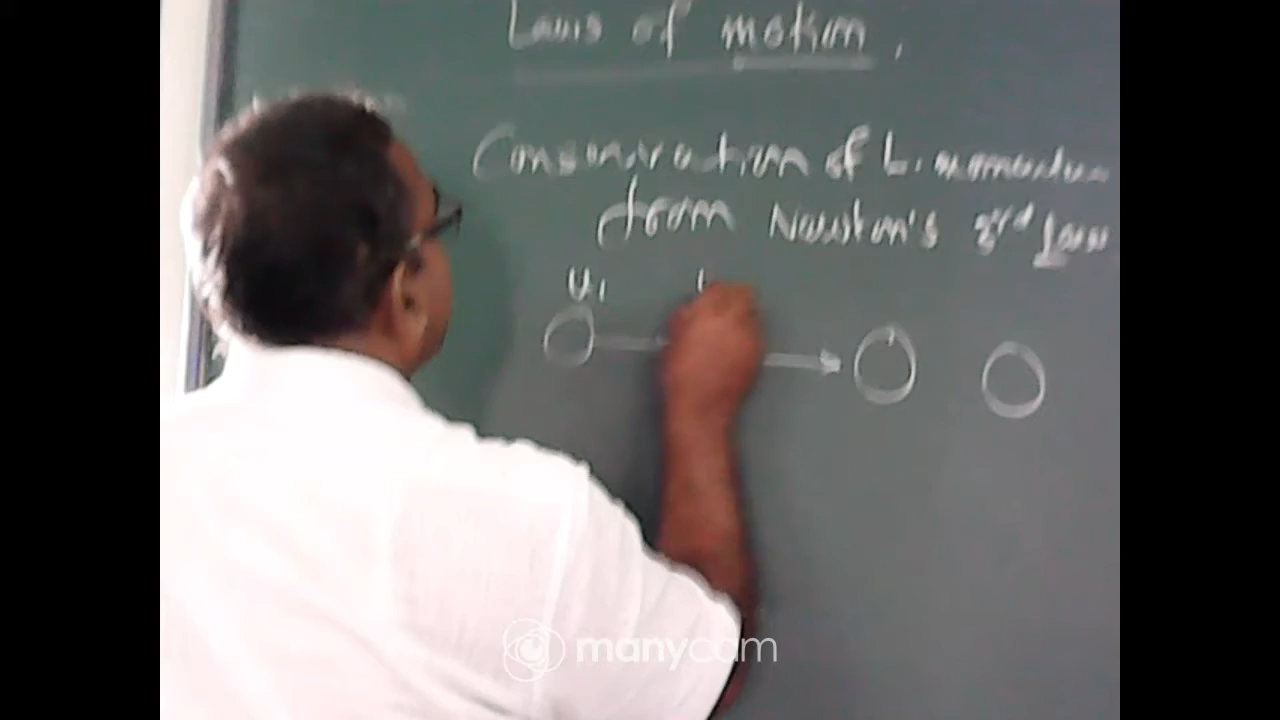 Laws of motion.
Conservation of L. momentum
from Newton's 3rd Law
U1
manycam